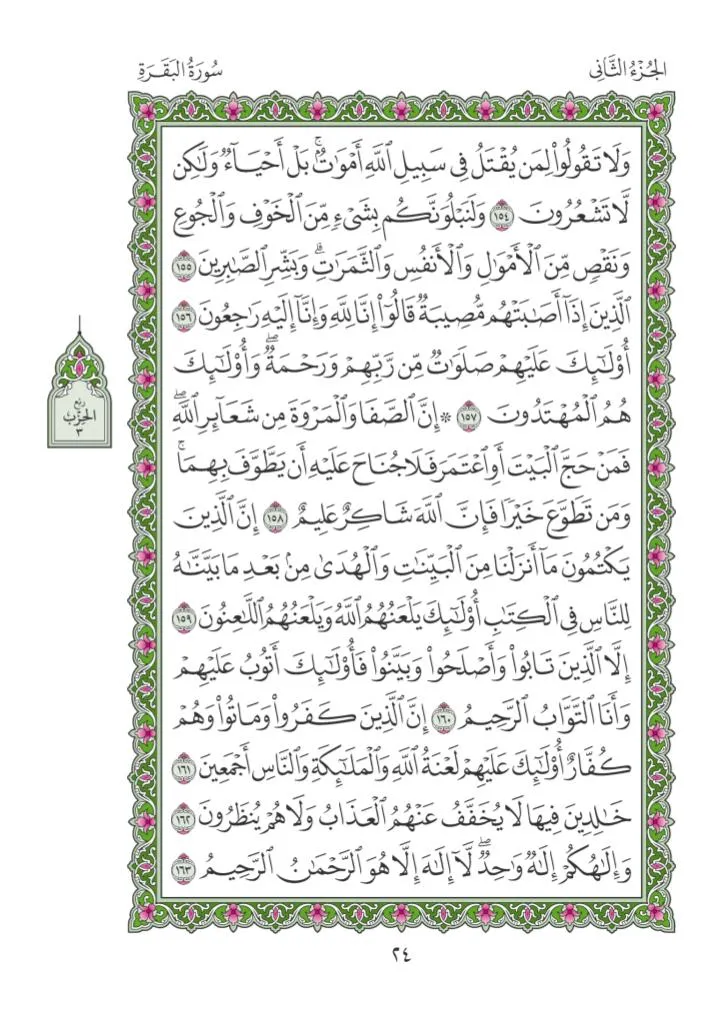 الجُزْءُ الثَّانِي
سُورَةُ البَقَرَةِ
وَلَا تَقُولُواْ لِمَن يُقْتَلُ فِي سَبِيلِ ٱللَّهِ أَمْوَٰتُۢۚ بَلْ أَحْيَآءٞ وَلَٰكِن
لَّا تَشْعُرُونَ ١٥٤ وَلَنَبْلُوَنَّكُم بِشَيْءٖ مِّنَ ٱلْخَوْفِ وَٱلْجُوعِ
وَنَقْصٖ مِّنَ ٱلْأَمْوَٰلِ وَٱلْأَنفُسِ وَٱلثَّمَرَٰتِۗ وَبَشِّرِ ٱلصَّٰبِرِينَ ١٥٥
ٱلَّذِينَ إِذَآ أَصَٰبَتْهُم مُّصِيبَةٞ قَالُوٓاْ إِنَّا لِلَّهِ وَإِنَّآ إِلَيْهِ رَٰجِعُونَ ١٥٦
أُوْلَٰٓئِكَ عَلَيْهِمْ صَلَوَٰتٞ مِّن رَّبِّهِمْ وَرَحْمَةٞۖ وَأُوْلَٰٓئِكَ
هُمُ ٱلْمُهْتَدُونَ ١٥٧ ۞ إِنَّ ٱلصَّفَا وَٱلْمَرْوَةَ مِن شَعَآئِرِ ٱللَّهِۖ
فَمَنْ حَجَّ ٱلْبَيْتَ أَوِ ٱعْتَمَرَ فَلَا جُنَاحَ عَلَيْهِ أَن يَطَّوَّفَ بِهِمَاۚ
وَمَن تَطَوَّعَ خَيْرٗا فَإِنَّ ٱللَّهَ شَاكِرٌ عَلِيمٌ ١٥٨ إِنَّ ٱلَّذِينَ
يَكْتُمُونَ مَآ أَنزَلْنَا مِنَ ٱلْبَيِّنَٰتِ وَٱلْهُدَىٰ مِنۢ بَعْدِ مَا بَيَّنَّٰهُ
لِلنَّاسِ فِي ٱلْكِتَٰبِ أُوْلَٰٓئِكَ يَلْعَنُهُمُ ٱللَّهُ وَيَلْعَنُهُمُ ٱللَّٰعِنُونَ ١٥٩
إِلَّا ٱلَّذِينَ تَابُواْ وَأَصْلَحُواْ وَبَيَّنُواْ فَأُوْلَٰٓئِكَ أَتُوبُ عَلَيْهِمْ
وَأَنَا ٱلتَّوَّابُ ٱلرَّحِيمُ ١٦٠ إِنَّ ٱلَّذِينَ كَفَرُواْ وَمَاتُواْ وَهُمْ
كُفَّارٌ أُوْلَٰٓئِكَ عَلَيْهِمْ لَعْنَةُ ٱللَّهِ وَٱلْمَلَٰٓئِكَةِ وَٱلنَّاسِ أَجْمَعِينَ ١٦١
خَٰلِدِينَ فِيهَا لَا يُخَفَّفُ عَنْهُمُ ٱلْعَذَابُ وَلَا هُمْ يُنظَرُونَ ١٦٢
وَإِلَٰهُكُمْ إِلَٰهٞ وَٰحِدٞۖ لَّآ إِلَٰهَ إِلَّا هُوَ ٱلرَّحْمَٰنُ ٱلرَّحِيمُ ١٦٣
ربع
الحزب
٣
٢٤